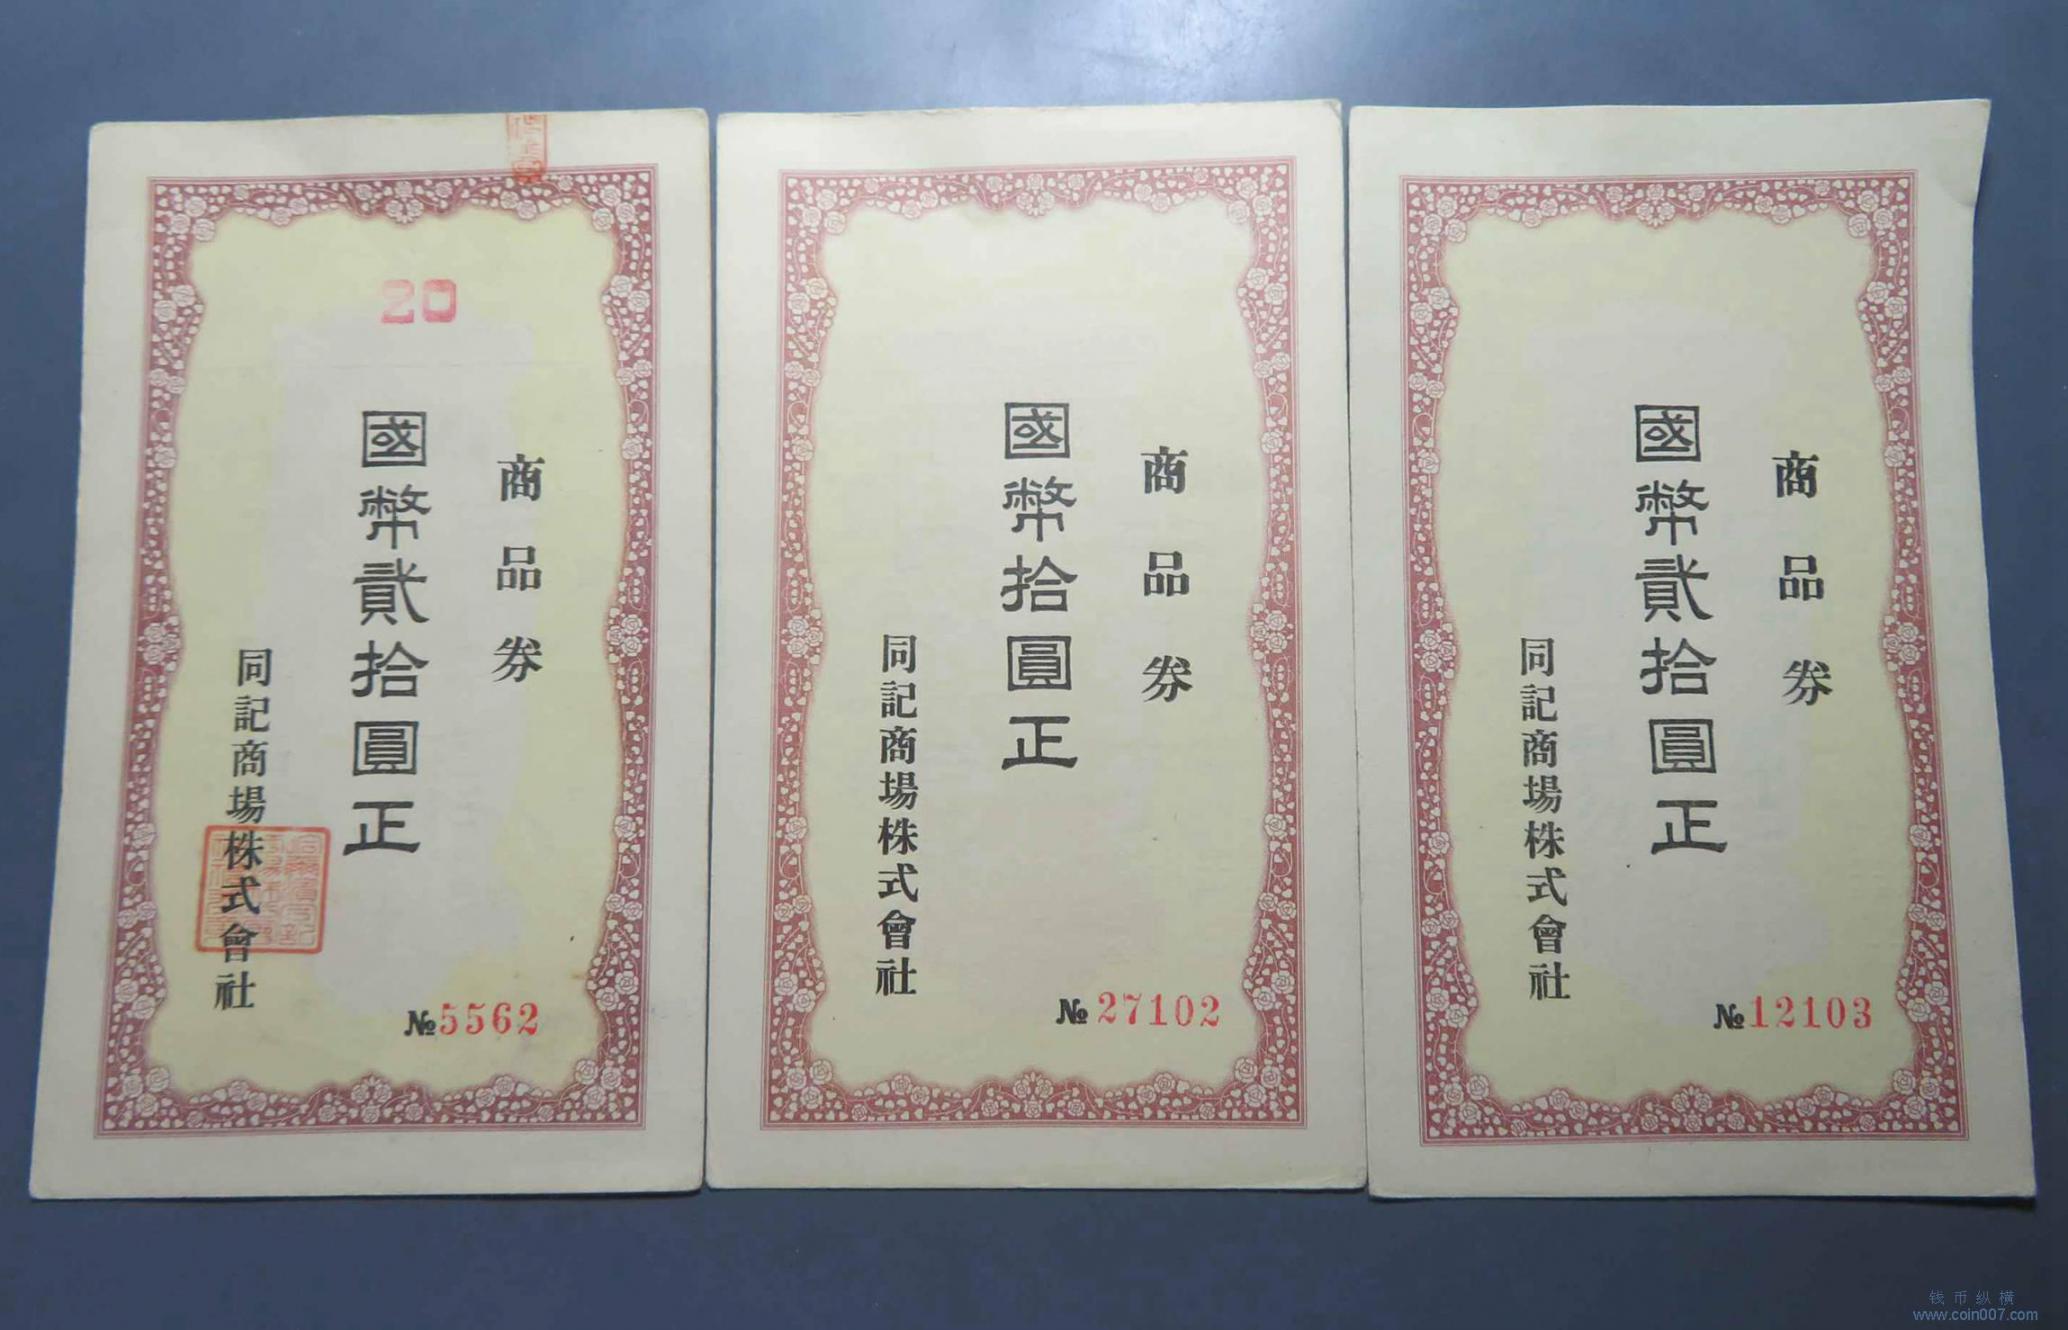 20
商品券
國幣貳拾圓正
同記商場株式會社
№5562
商品券
國幣拾圓正
同記商場株式會社
№27102
商品券
國幣貳拾圓正
同記商場株式會社
№12103
钱币纵横
www.coin007.com